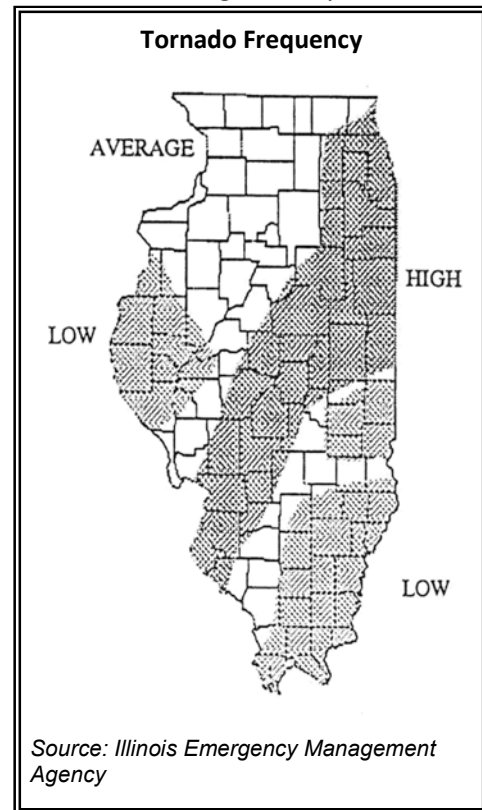 Tornado Frequency
AVERAGE
HIGH
LOW
LOW
Source: Illinois Emergency Management
Agency